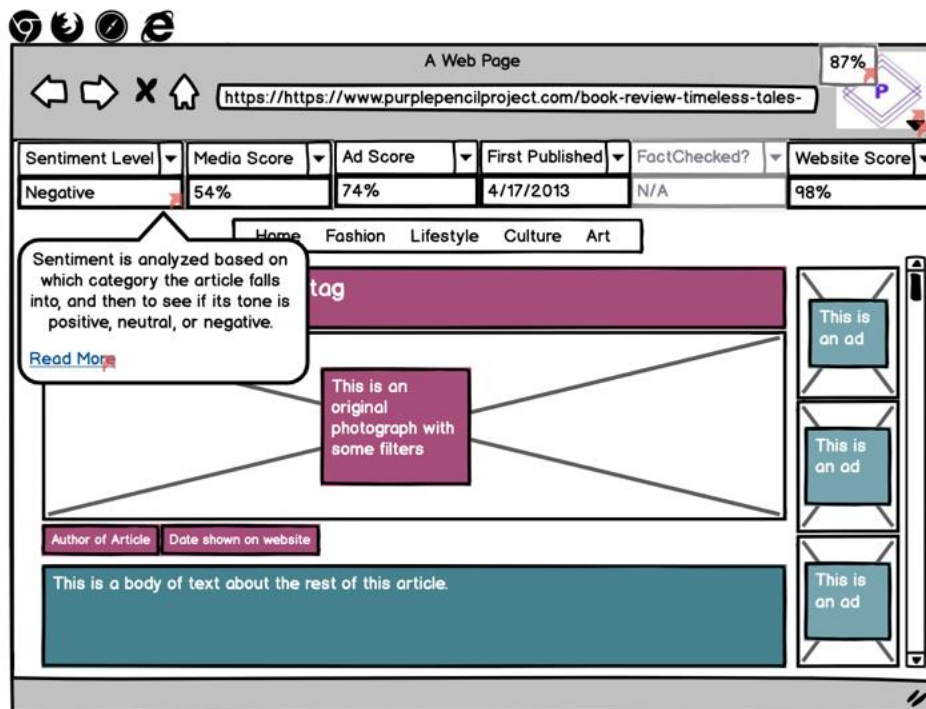 A Web Page
87%
P
https://https://www.purplepencilproject.com/book-review-timeless-tales-
Sentiment Level Media Score Ad Score First Published FactChecked? Website Score
Negative 54% 74% 4/17/2013 N/A 98%
Home Fashion Lifestyle Culture Art
Sentiment is analyzed based on
which category the article falls
into, and then to see if its tone is
positive, neutral, or negative.
Read More
tag
This is an
original
photograph with
some filters
This is
an ad
This is
an ad
This is
an ad
Author of Article Date shown on website
This is a body of text about the rest of this article.